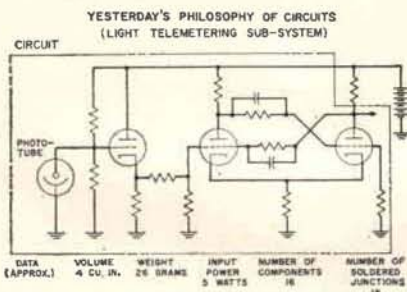 YESTERDAY'S PHILOSOPHY OF CIRCUITS
(LIGHT TELEMETERING SUB-SYSTEM)
CIRCUIT
PHOTO-
TUBE
DATA
(APPROX.)
VOLUME
4 CU. IN.
WEIGHT
26 GRAMS
INPUT
POWER
5 WATTS
NUMBER OF
COMPONENTS
16
NUMBER OF
SOLDERED
JUNCTIONS